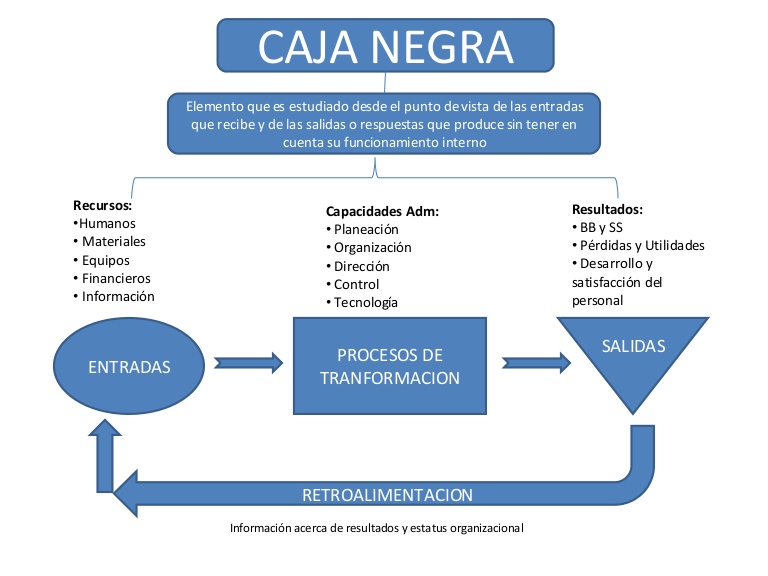 CAJA NEGRA
Elemento que es estudiado desde el punto de vista de las entradas
que recibe y de las salidas o respuestas que produce sin tener en
cuenta su funcionamiento interno
Recursos:
•Humanos
• Materiales
• Equipos
• Financieros
• Información
Capacidades Adm:
• Planeación
• Organización
• Dirección
• Control
• Tecnología
Resultados:
• BB y SS
• Pérdidas y Utilidades
• Desarrollo y
satisfacción del
personal
ENTRADAS
PROCESOS DE
TRANFORMACION
SALIDAS
RETROALIMENTACION
Información acerca de resultados y estatus organizacional